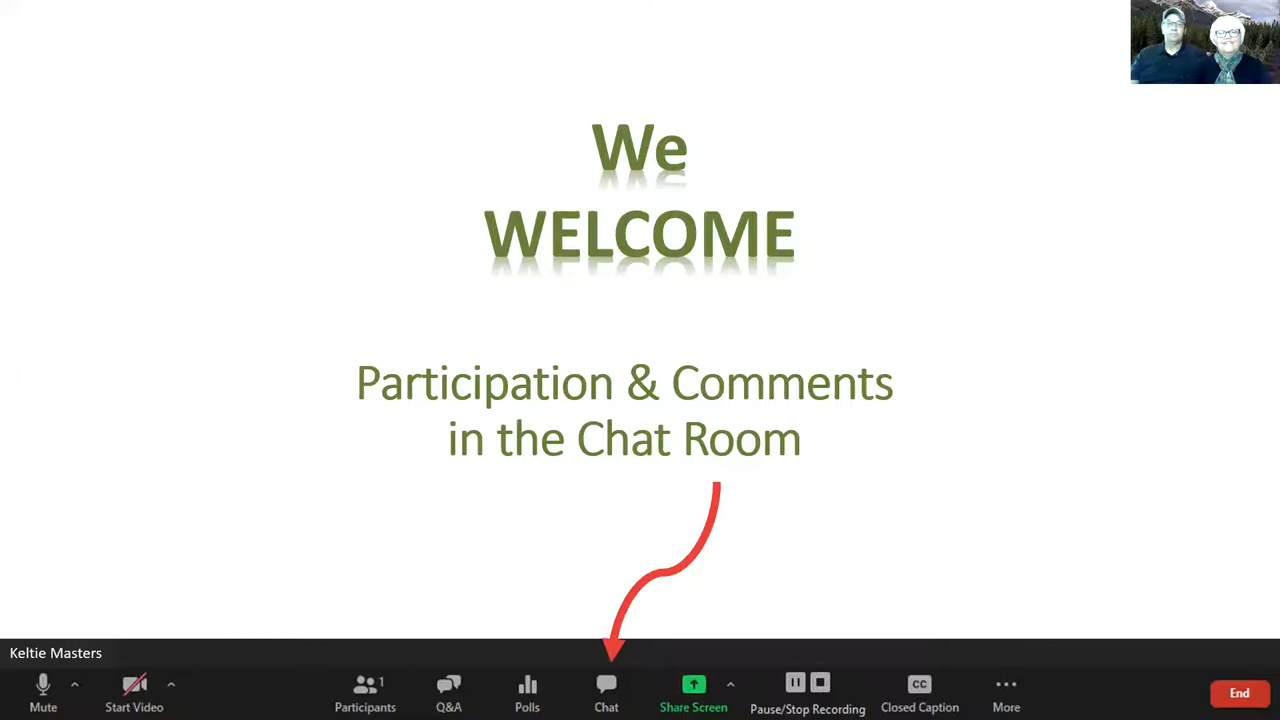 We
WELCOME
Participation & Comments
in the Chat Room
Keltie Masters
Mute
Start Video
Participants
1
Q&A
Polls
Chat
Share Screen
Pause/Stop Recording
CC
Closed Caption
More
End